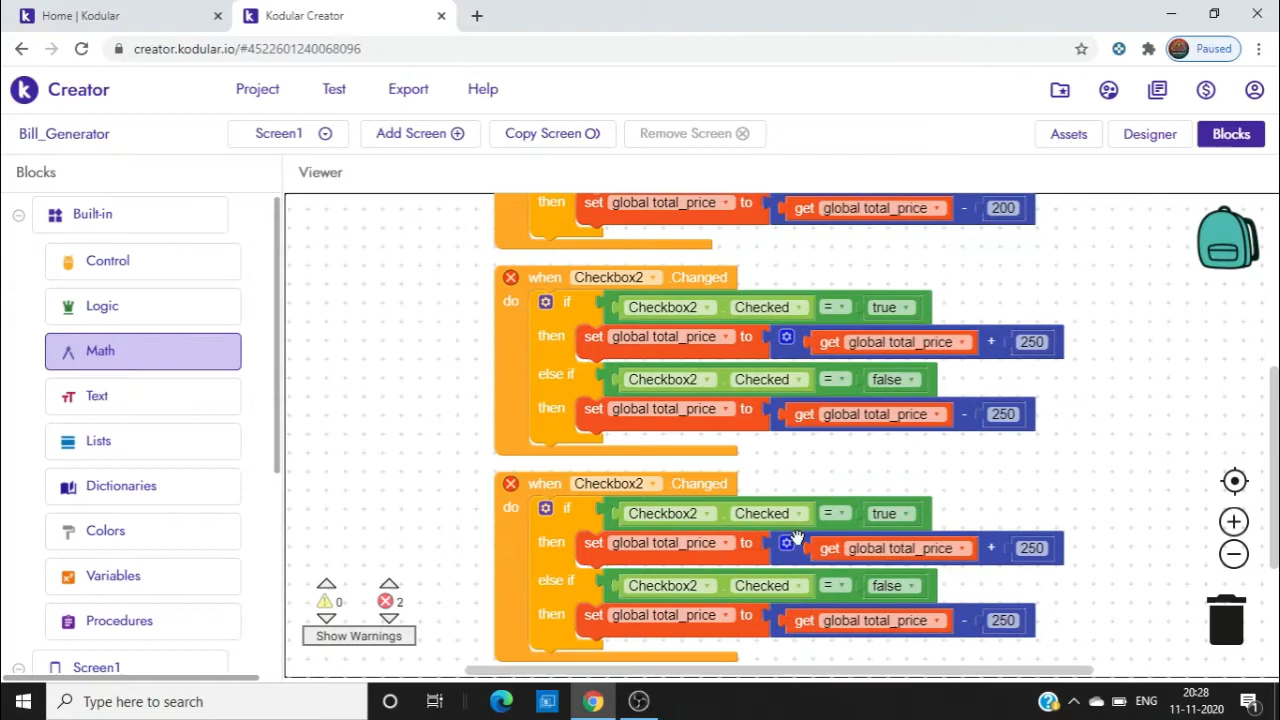 Home | Kodular
Kodular Creator
creator.kodular.io/#4522601240068096
Paused
Creator
Project
Test
Export
Help
Bill_Generator
Screen1
Add Screen
Copy Screen
Remove Screen
Assets
Designer
Blocks
Blocks
Viewer
Built-in
Control
Logic
Math
Text
Lists
Dictionaries
Colors
Variables
Procedures
Screen1
then set global total_price to get global total_price - 200
when Checkbox2 .Changed
do if Checkbox2 . Checked = true
then set global total_price to get global total_price + 250
else if Checkbox2 . Checked = false
then set global total_price to get global total_price - 250
when Checkbox2 .Changed
do if Checkbox2 . Checked = true
then set global total_price to get global total_price + 250
else if Checkbox2 . Checked = false
then set global total_price to get global total_price - 250
0 2
Show Warnings
Type here to search
ENG
20:28
11-11-2020
1